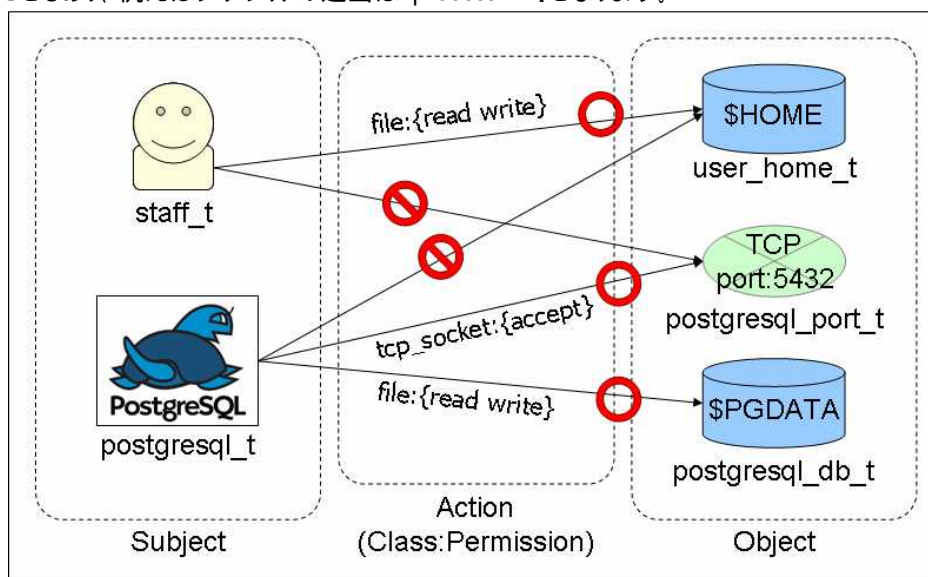 file:{read write}
$HOME
user_home_t
staff_t
TCP
port:5432
postgresql_port_t
tcp_socket:{accept}
PostgreSQL
postgresql_t
file:{read write}
$PGDATA
postgresql_db_t
Subject
Action
(Class:Permission)
Object